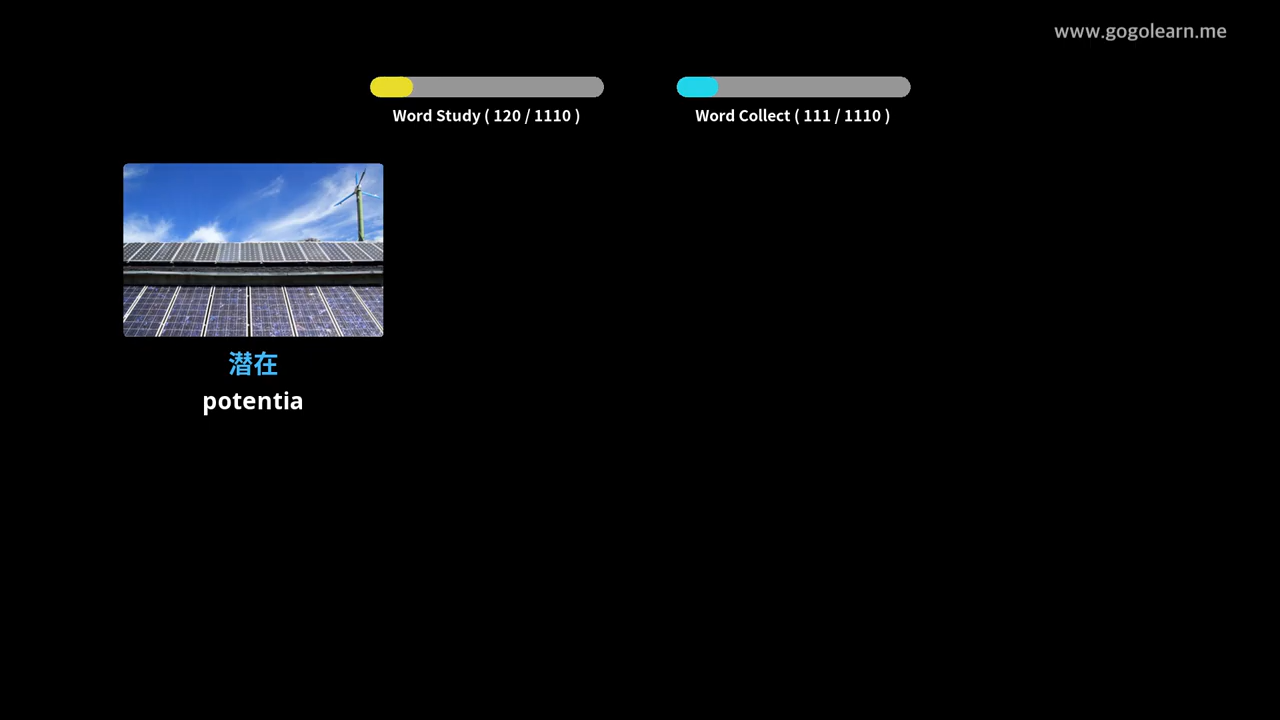 www.gogolearn.me
Word Study ( 120 / 1110 )
Word Collect ( 111 / 1110 )
潜在
potentia